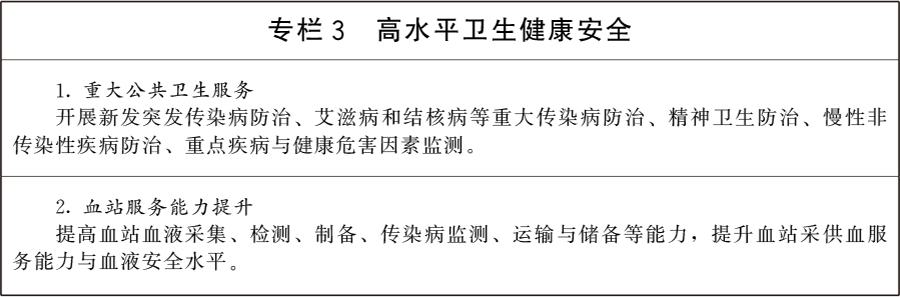 专栏 3 高水平卫生健康安全
1. 重大公共卫生服务
开展新发突发传染病防治、艾滋病和结核病等重大传染病防治、精神卫生防治、慢性非
传染性疾病防治、重点疾病与健康危害因素监测。
2. 血站服务能力提升
提高血站血液采集、检测、制备、传染病监测、运输与储备等能力，提升血站采供血服
务能力与血液安全水平。